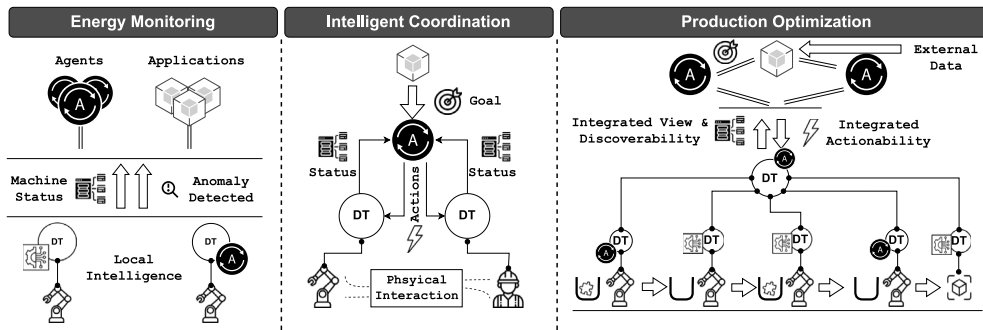 Energy Monitoring
Agents
Applications
A
Machine
Status
Anomaly
Detected
DT
DT
A
Local
Intelligence
Intelligent Coordination
Goal
A
Status
Status
Actions
DT
DT
Phsyical
Interaction
Production Optimization
External
Data
A
A
Integrated View &
Discoverability
Integrated
Actionability
A
DT
DT
A
DT
DT
DT
A
DT